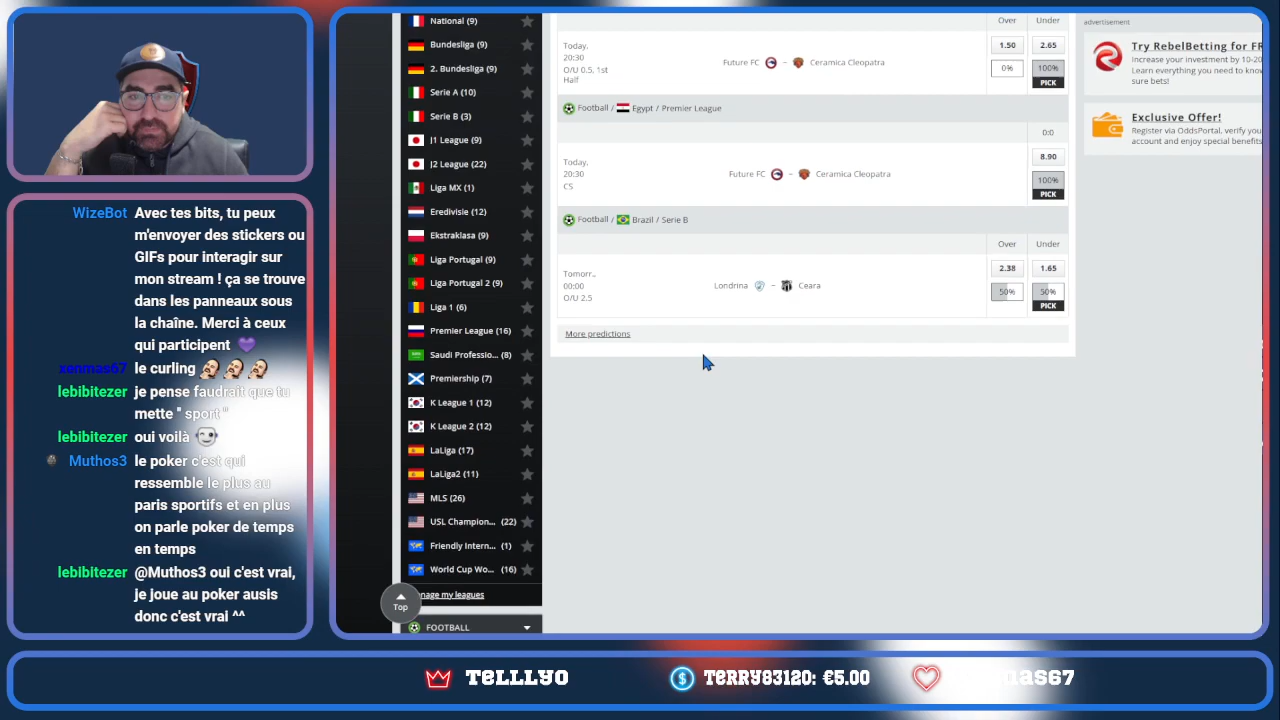 WizeBot Avec tes bits, tu peux
m'envoyer des stickers ou
GIFs pour interagir sur
mon stream ! ça se trouve
dans les panneaux sous
la chaîne. Merci à ceux
qui participent
xenmas67 le curling
lebibitezer je pense faudrait que tu
mette " sport "
lebibitezer oui voilà
Muthos3 le poker c'est qui
ressemble le plus au
paris sportifs et en plus
on parle poker de temps
en temps
lebibitezer @Muthos3 oui c'est vrai,
je joue au poker ausis
donc c'est vrai ^^
National (9)
Bundesliga (9)
2. Bundesliga (9)
Serie A (10)
Serie B (3)
J1 League (9)
J2 League (22)
Liga MX (1)
Eredivisie (12)
Ekstraklasa (9)
Liga Portugal (9)
Liga Portugal 2 (9)
Liga 1 (6)
Premier League (16)
Saudi Professio... (8)
Premiership (7)
K League 1 (12)
K League 2 (12)
LaLiga (17)
LaLiga2 (11)
MLS (26)
USL Champion... (22)
Friendly Intern... (1)
World Cup Wo... (16)
nage my leagues
Top
FOOTBALL
Over Under
Today,
20:30
O/U 0.5, 1st
Half
Future FC – Ceramica Cleopatra
1.50 2.65
0% 100%
PICK
Football / Egypt / Premier League
0:0
Today,
20:30
CS
Future FC – Ceramica Cleopatra
8.90
100%
PICK
Football / Brazil / Serie B
Over Under
Tomorr..
00:00
O/U 2.5
Londrina – Ceara
2.38 1.65
50% 50%
PICK
More predictions
advertisement
Try RebelBetting for FR
Increase your investment by 10-20
Learn everything you need to know
sure bets!
Exclusive Offer!
Register via OddsPortal, verify your
account and enjoy special benefits
TELLLYO
TERRY83120: €5.00
AS67